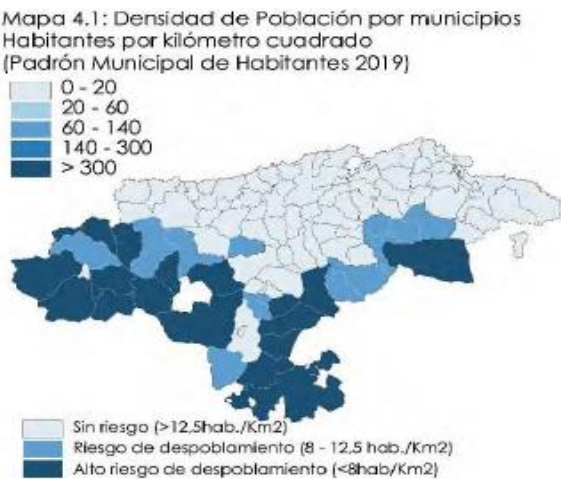 Mapa 4.1: Densidad de Población por municipios
Habitantes por kilómetro cuadrado
(Padrón Municipal de Habitantes 2019)
0 - 20
20 - 60
60 - 140
140 - 300
> 300
Sin riesgo (>12,5hab./Km2)
Riesgo de despoblamiento (8 - 12,5 hab./Km2)
Alto riesgo de despoblamiento (<8hab/Km2)